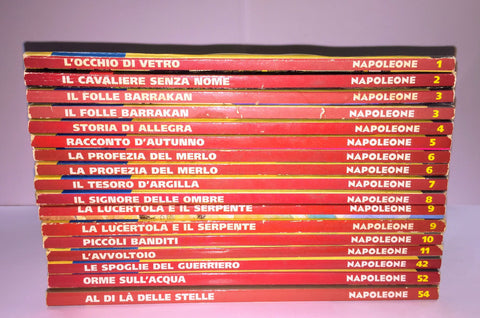 L'OCCHIO DI VETRO NAPOLEONE 1
IL CAVALIERE SENZA NOME NAPOLEONE 2
IL FOLLE BARRAKAN NAPOLEONE 3
IL FOLLE BARRAKAN NAPOLEONE 3
STORIA DI ALLEGRA NAPOLEONE 4
RACCONTO D'AUTUNNO NAPOLEONE 5
LA PROFEZIA DEL MERLO NAPOLEONE 6
LA PROFEZIA DEL MERLO NAPOLEONE 6
IL TESORO D'ARGILLA NAPOLEONE 7
IL SIGNORE DELLE OMBRE NAPOLEONE 8
LA LUCERTOLA E IL SERPENTE NAPOLEONE 9
LA LUCERTOLA E IL SERPENTE NAPOLEONE 9
PICCOLI BANDITI NAPOLEONE 10
L'AVVOLTOIO NAPOLEONE 11
LE SPOGLIE DEL GUERRIERO NAPOLEONE 42
ORME SULL'ACQUA NAPOLEONE 52
AL DI LÀ DELLE STELLE NAPOLEONE 54